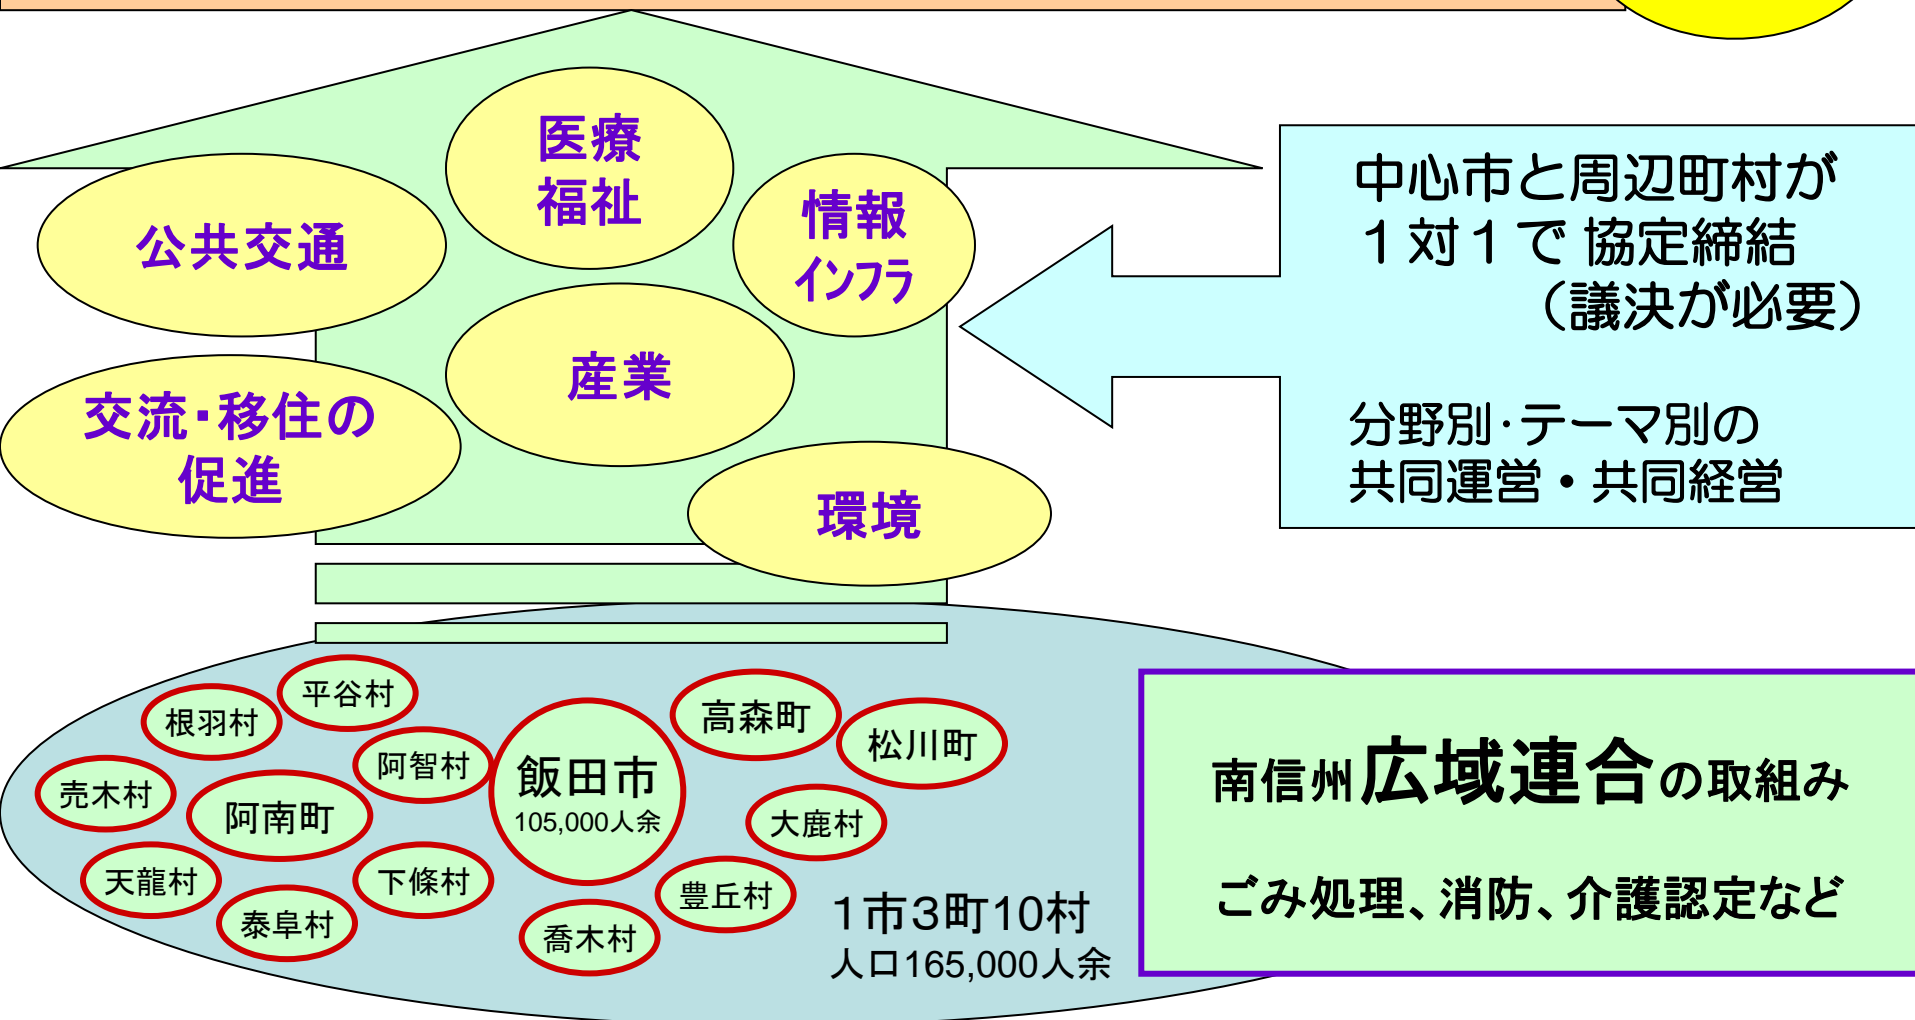 医療
福祉
公共交通
情報
インフラ
産業
交流・移住の
促進
環境
中心市と周辺町村が
1対1で 協定締結
（議決が必要）
分野別・テーマ別の
共同運営・共同経営
平谷村
根羽村
阿智村
売木村
阿南町
天龍村
下條村
泰阜村
飯田市
105,000人余
高森町
松川町
大鹿村
豊丘村
喬木村
1市3町10村
人口165,000人余
南信州広域連合の取組み
ごみ処理、消防、介護認定など